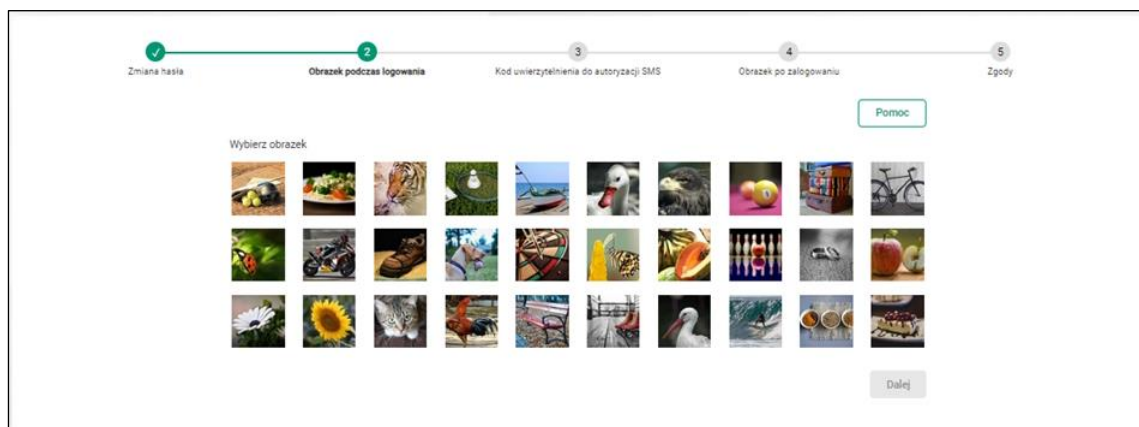 2 3 4 5
Zmiana hasła Obrazek podczas logowania Kod uwierzytelnienia do autoryzacji SMS Obrazek po zalogowaniu Zgody
Pomoc
Wybierz obrazek
Dalej